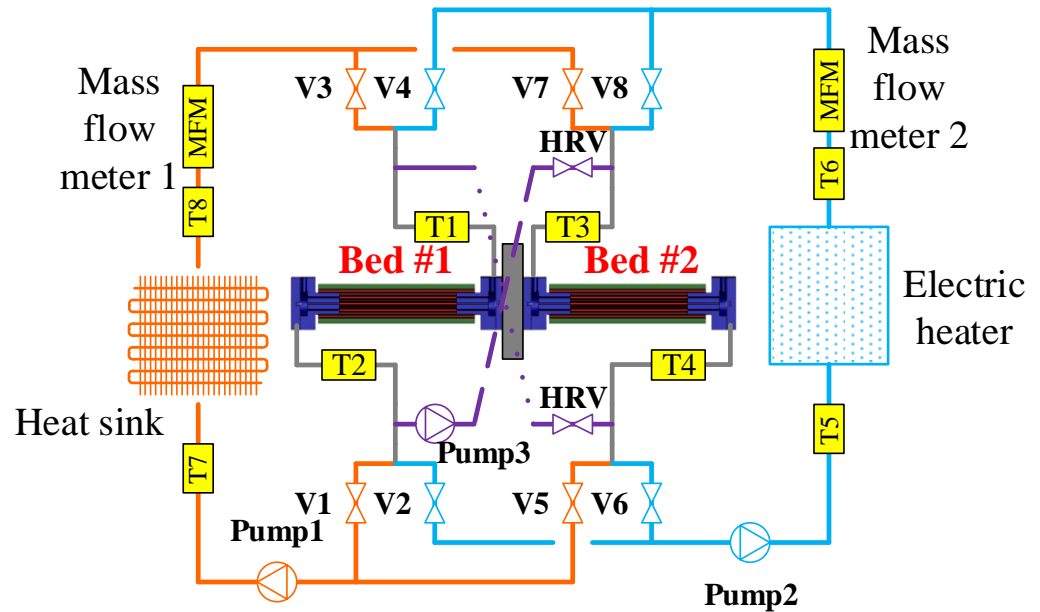 Mass
flow
meter 1
MFM
T8
V3
V4
V7
V8
HRV
Mass
flow
meter 2
MFM
T6
T1
T3
Bed #1
Bed #2
T2
T4
Electric
heater
Heat sink
HRV
Pump3
T7
T5
V1
V2
V5
V6
Pump1
Pump2